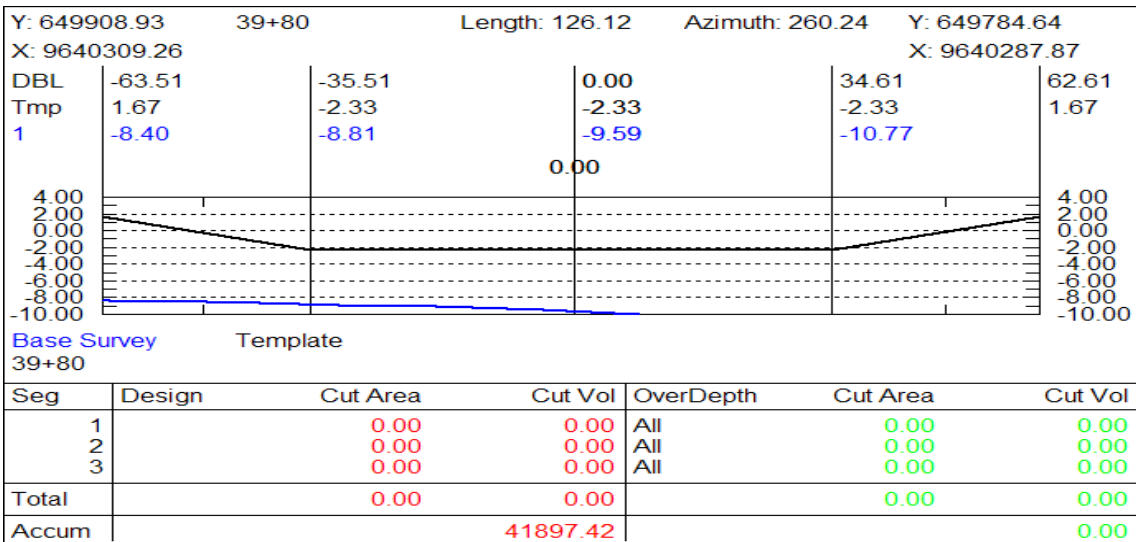 Y: 649908.93 39+80 Length: 126.12 Azimuth: 260.24 Y: 649784.64
X: 9640309.26 X: 9640287.87
DBL -63.51 -35.51 0.00 34.61 62.61
Tmp 1.67 -2.33 -2.33 -2.33 1.67
1 -8.40 -8.81 -9.59 -10.77
0.00
4.00 4.00
2.00 2.00
0.00 0.00
-2.00 -2.00
-4.00 -4.00
-6.00 -6.00
-8.00 -8.00
-10.00 -10.00
Base Survey Template
39+80
Seg Design Cut Area Cut Vol OverDepth Cut Area Cut Vol
1 0.00 0.00 All 0.00 0.00
2 0.00 0.00 All 0.00 0.00
3 0.00 0.00 All 0.00 0.00
Total 0.00 0.00 0.00 0.00
Accum 41897.42 0.00